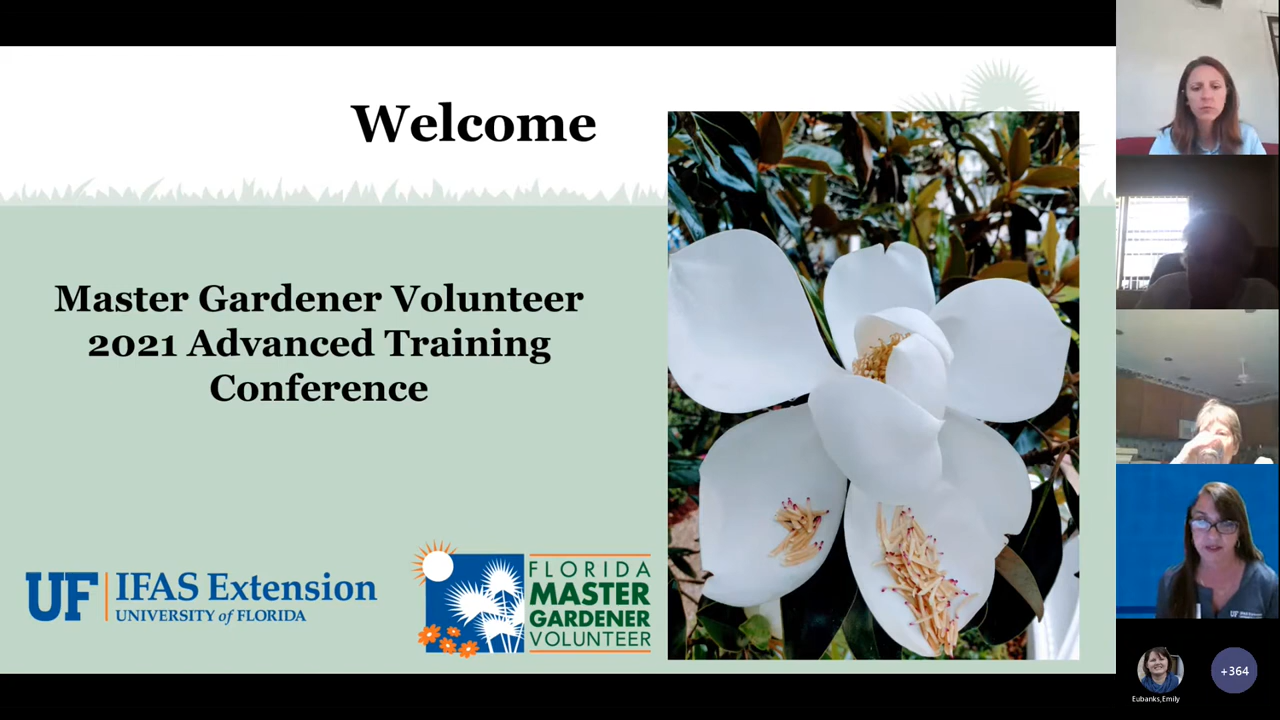 Welcome
Master Gardener Volunteer
2021 Advanced Training
Conference
UF IFAS Extension
UNIVERSITY of FLORIDA
FLORIDA
MASTER
GARDENER
VOLUNTEER
Eubanks,Emily
+364